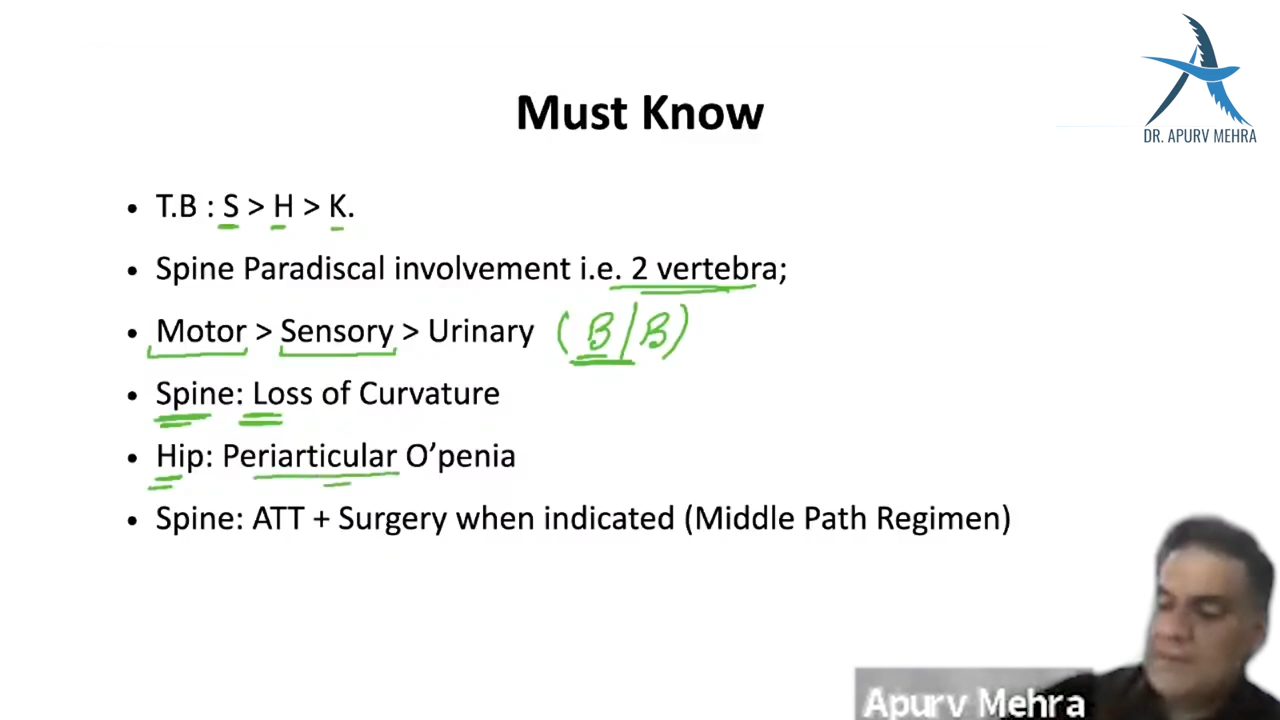 Must Know
DR. APURV MEHRA
• T.B : S > H > K.
• Spine Paradiscal involvement i.e. 2 vertebra;
• Motor > Sensory > Urinary (B/B)
• Spine: Loss of Curvature
• Hip: Periarticular O’penia
• Spine: ATT + Surgery when indicated (Middle Path Regimen)
Apurv Mehra